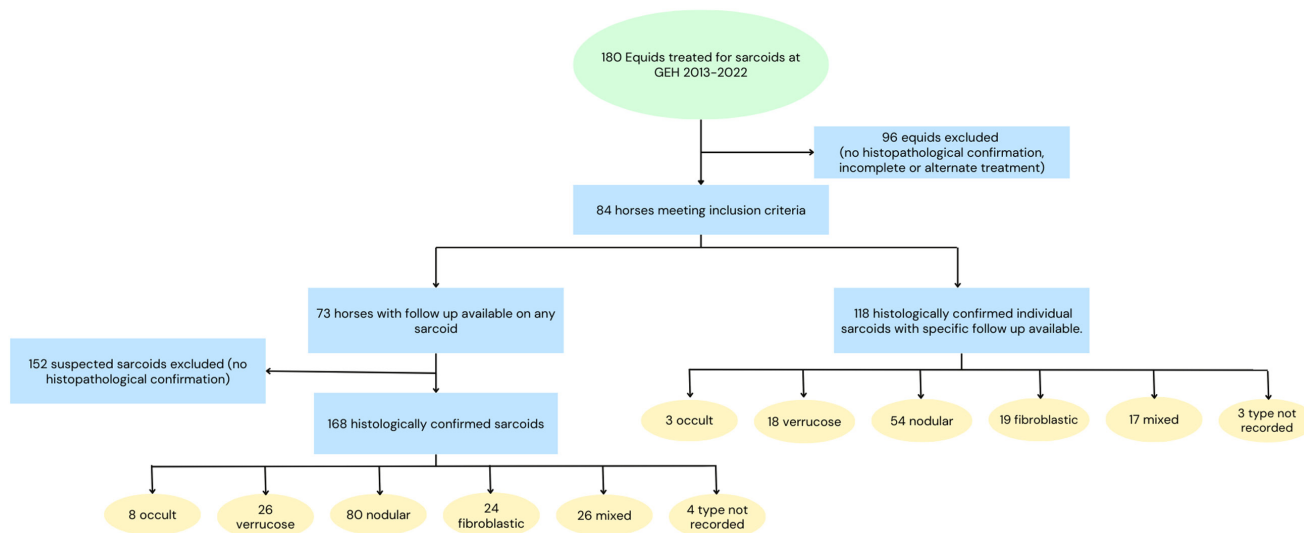 180 Equids treated for sarcoids at
GEH 2013-2022
96 equids excluded
(no histopathological confirmation,
incomplete or alternate treatment)
84 horses meeting inclusion criteria
73 horses with follow up available on any
sarcoid
118 histologically confirmed individual
sarcoids with specific follow up available.
152 suspected sarcoids excluded (no
histopathological confirmation)
168 histologically confirmed sarcoids
3 occult
18 verrucose
54 nodular
19 fibroblastic
17 mixed
3 type not
recorded
8 occult
26
verrucose
80 nodular
24
fibroblastic
26 mixed
4 type not
recorded